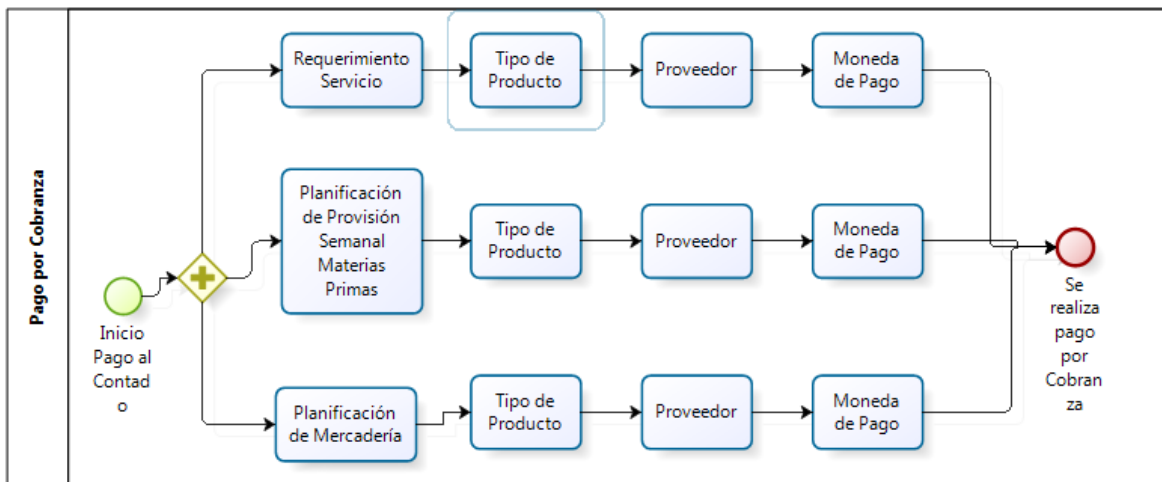 Pago por Cobranza
Requerimiento
Servicio
Tipo de
Producto
Proveedor
Moneda
de Pago
Planificación
de Provisión
Semanal
Materias
Primas
Tipo de
Producto
Proveedor
Moneda
de Pago
Inicio
Pago al
Contad
o
Se
realiza
pago
por
Cobran
za
Planificación
de Mercadería
Tipo de
Producto
Proveedor
Moneda
de Pago